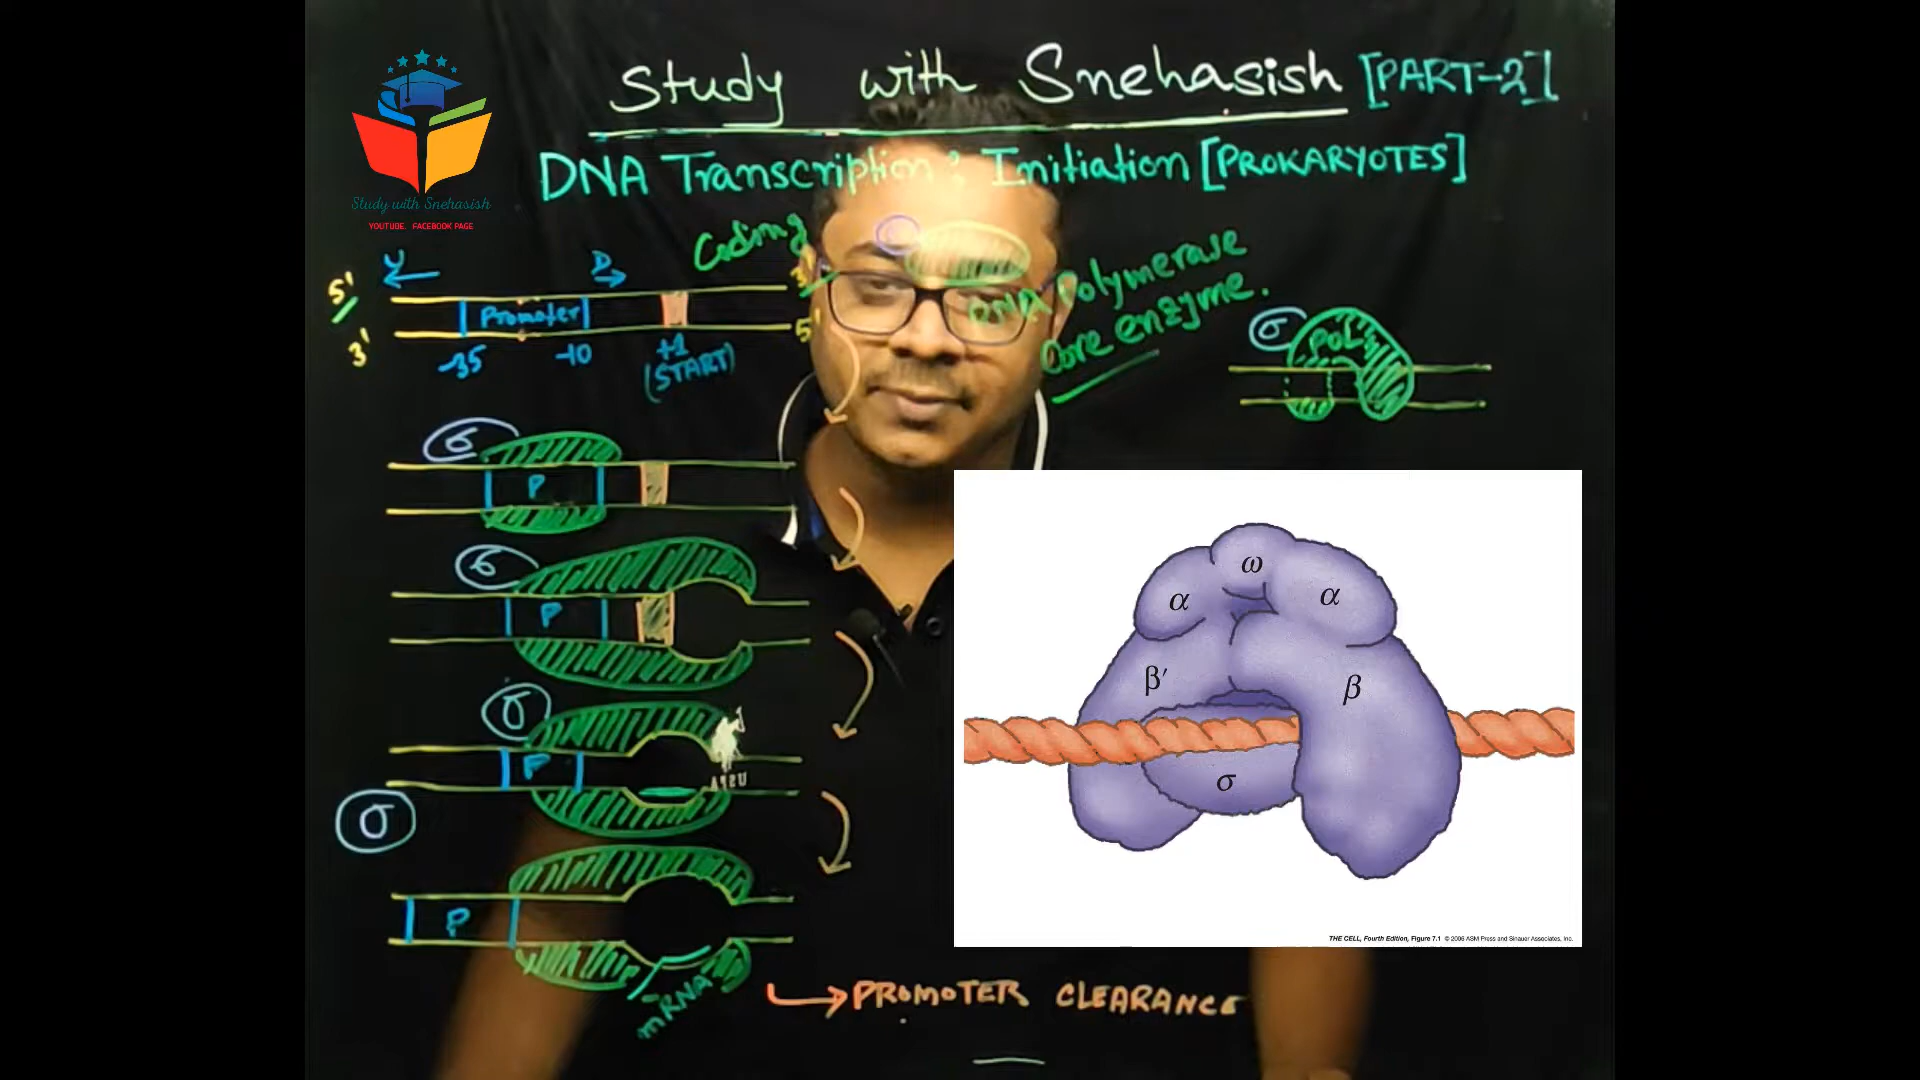 Study with Snehasish [PART-2]
DNA Transcription: Initiation [PROKARYOTES]
Study with Snehasish
YOUTUBE, FACEBOOK PAGE
Coding
U
D
5'
3'
Promoter
3'
5'
-35
-10
+1
(START)
RNA Polymerase
Core enzyme.
σ
POL
σ
P
σ
P
σ
P
USPA
σ
P
mRNA
PROMOTER CLEARANCE
ω
α
α
β′
β
σ
THE CELL, Fourth Edition, Figure 7.1 © 2006 ASM Press and Sinauer Associates, Inc.